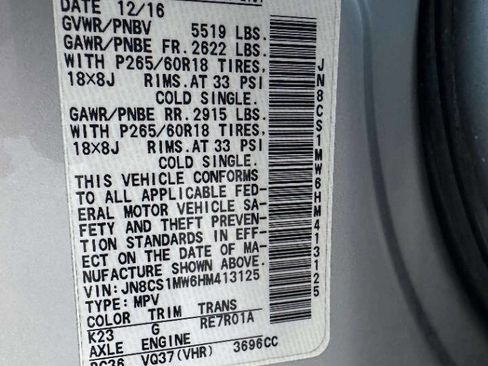 DATE 12/16
GVWR/PNBV 5519 LBS.
GAWR/PNBE FR. 2622 LBS.
WITH P265/60R18 TIRES,
18×8J RIMS.AT 33 PSI
COLD SINGLE.
GAWR/PNBE RR. 2915 LBS.
WITH P265/60R18 TIRES,
18×8J RIMS.AT 33 PSI
COLD SINGLE.
THIS VEHICLE CONFORMS
TO ALL APPLICABLE FED-
ERAL MOTOR VEHICLE SA-
FETY AND THEFT PREVEN-
TION STANDARDS IN EFF-
ECT ON THE DATE OF MA-
NUFACTURE SHOWN ABOVE.
VIN:JN8CS1MW6HM413125
TYPE:MPV
COLOR TRIM TRANS
K23 G RE7R01A
AXLE ENGINE
VQ37(VHR) 3696CC
JN8CS1MW6HM413125